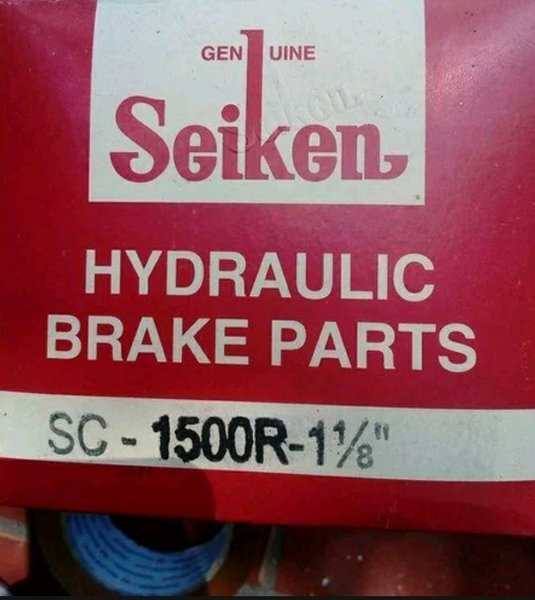 GENUINE
Seiken
HYDRAULIC
BRAKE PARTS
SC - 1500R-1⅛"